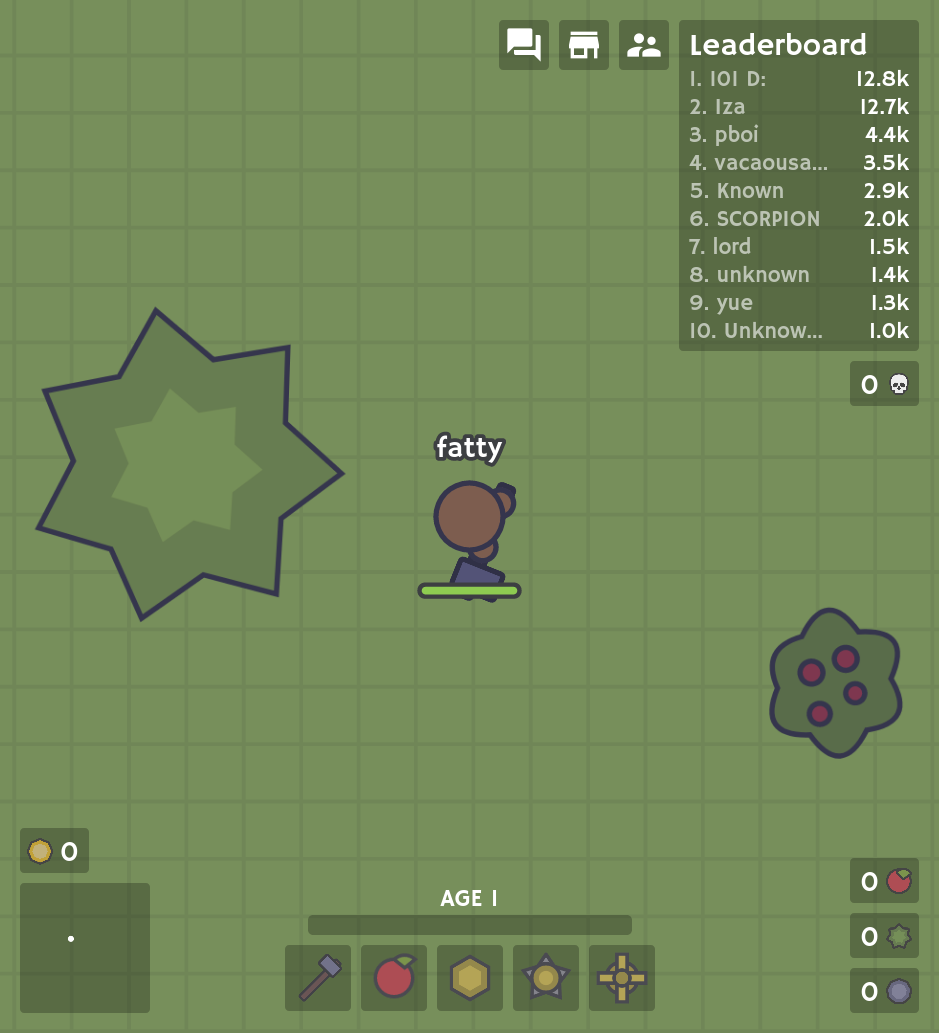 Leaderboard
1. 101 D: 12.8k
2. Iza 12.7k
3. pboi 4.4k
4. vacaousa... 3.5k
5. Known 2.9k
6. SCORPION 2.0k
7. lord 1.5k
8. unknown 1.4k
9. yue 1.3k
10. Unknow... 1.0k
0
fatty
0
AGE 1
0
0
0